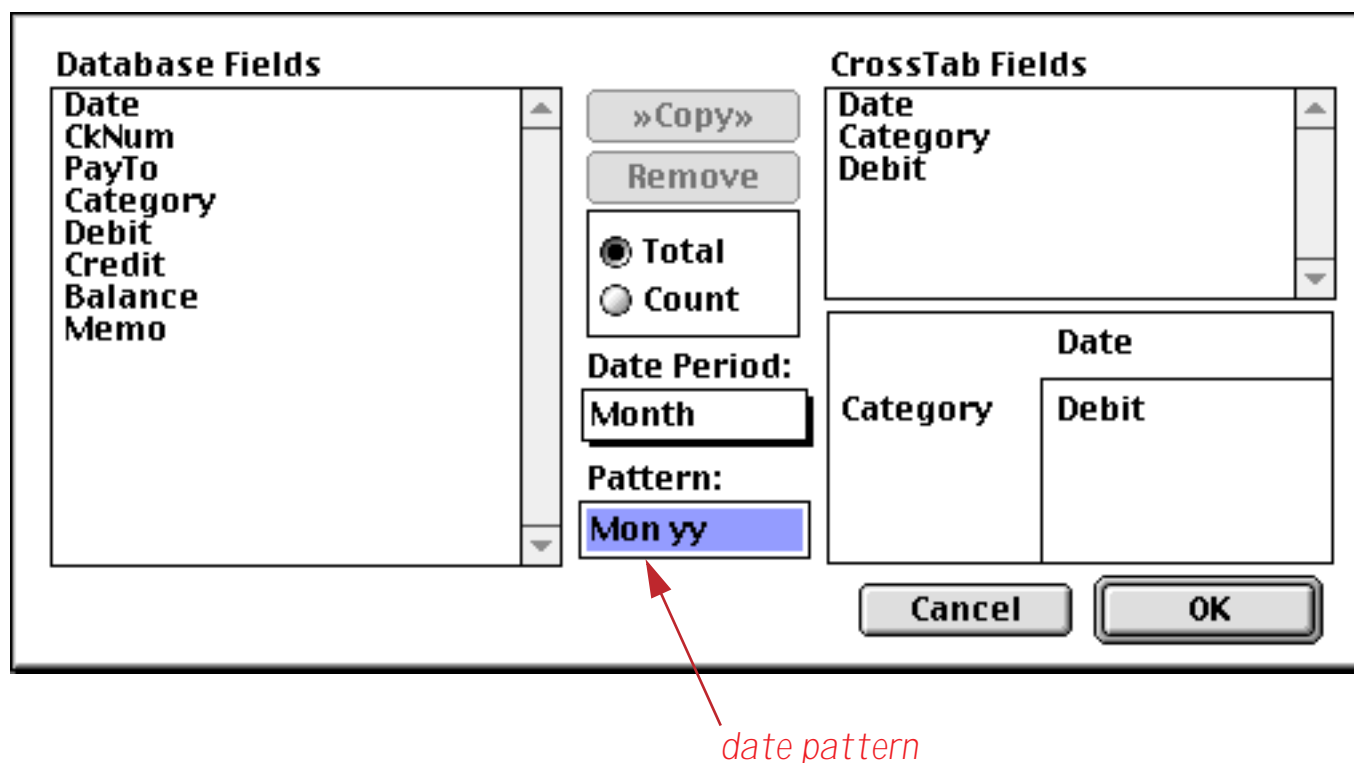 Database Fields
Date
CkNum
PayTo
Category
Debit
Credit
Balance
Memo
»Copy»
Remove
Total
Count
Date Period:
Month
Pattern:
Mon yy
CrossTab Fields
Date
Category
Debit
Date
Category Debit
Cancel OK
date pattern